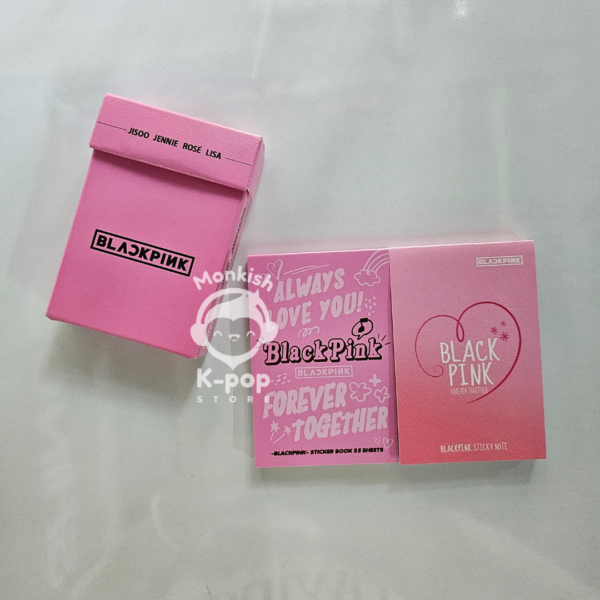 JISOO JENNIE ROSÉ LISA
BLACKPINK
Monkish
K-pop
STORE
ALWAYS
LOVE YOU!
BlackPink
BLACKPINK
FOREVER
TOGETHER
-BLACKPINK- STICKER BOOK 25 SHEETS
BLACKPINK
BLACK
PINK
FOREVER TOGETHER
BLACKPINK STICKY NOTE